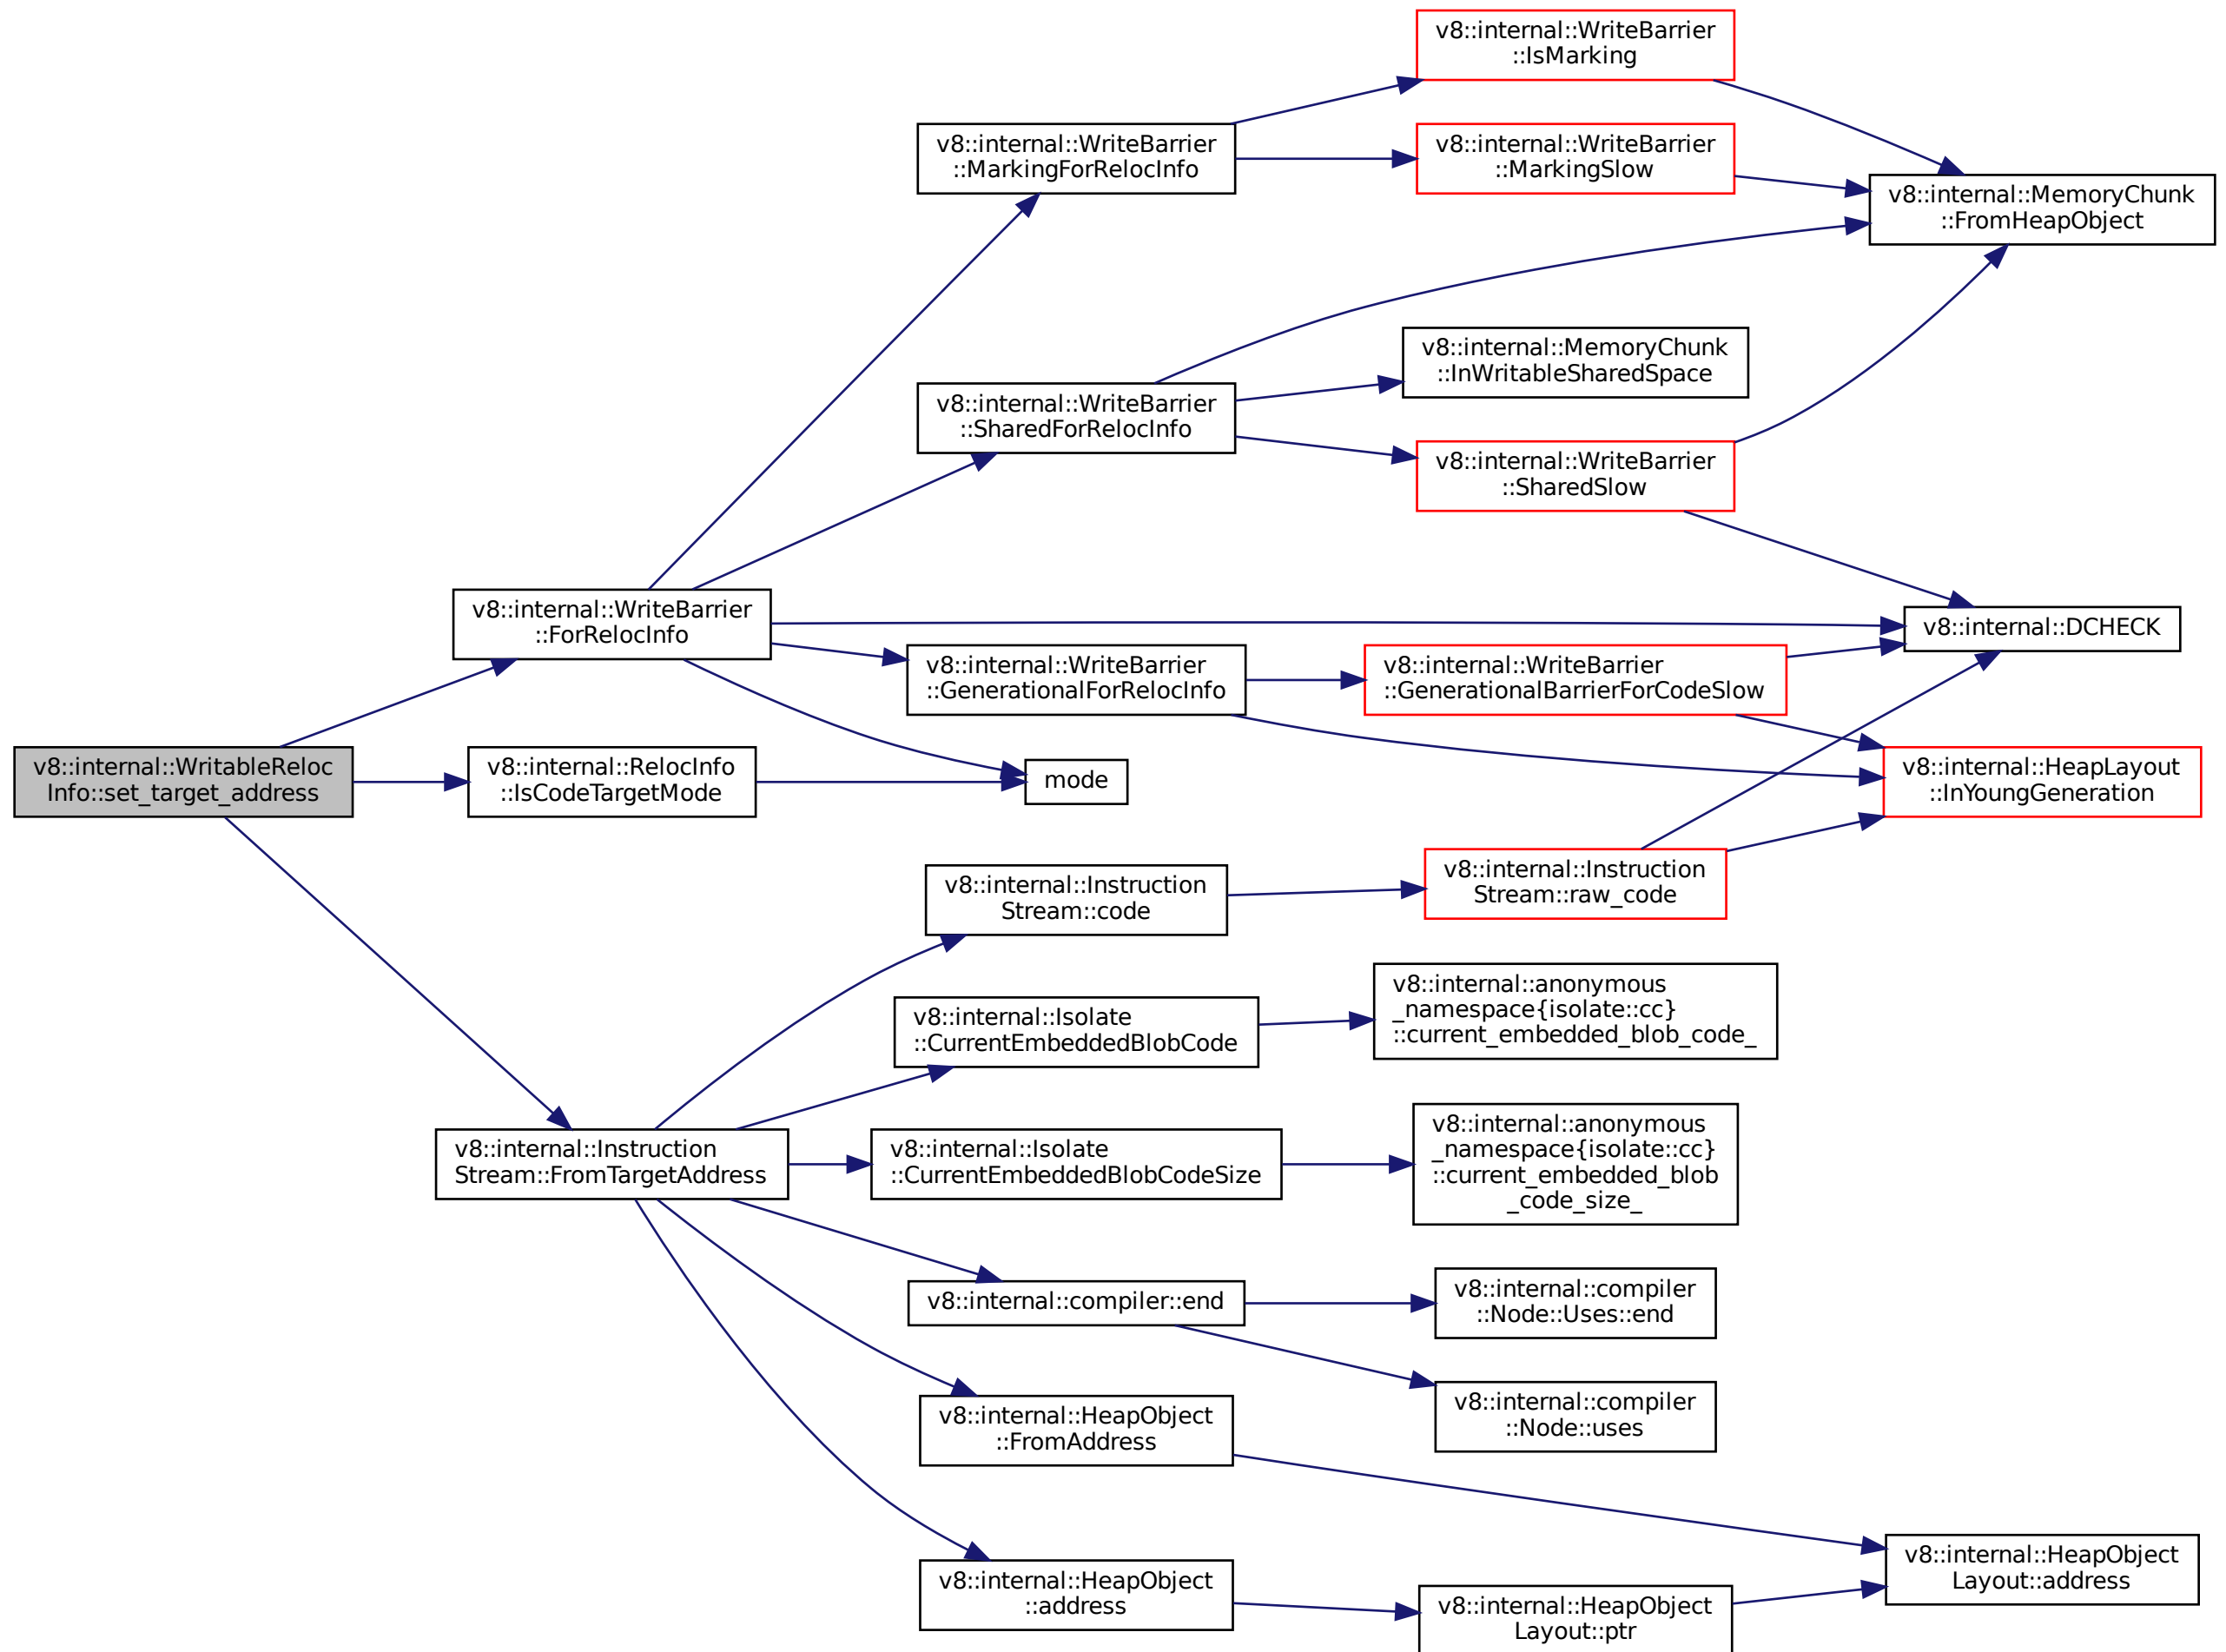 v8::internal::WriteBarrier
::IsMarking
v8::internal::WriteBarrier
::MarkingForRelocInfo
v8::internal::WriteBarrier
::MarkingSlow
v8::internal::MemoryChunk
::FromHeapObject
v8::internal::MemoryChunk
::InWritableSharedSpace
v8::internal::WriteBarrier
::SharedForRelocInfo
v8::internal::WriteBarrier
::SharedSlow
v8::internal::WriteBarrier
::ForRelocInfo
v8::internal::DCHECK
v8::internal::WriteBarrier
::GenerationalForRelocInfo
v8::internal::WriteBarrier
::GenerationalBarrierForCodeSlow
v8::internal::WritableReloc
Info::set_target_address
v8::internal::RelocInfo
::IsCodeTargetMode
mode
v8::internal::HeapLayout
::InYoungGeneration
v8::internal::Instruction
Stream::code
v8::internal::Instruction
Stream::raw_code
v8::internal::Isolate
::CurrentEmbeddedBlobCode
v8::internal::anonymous
_namespace{isolate::cc}
::current_embedded_blob_code_
v8::internal::Instruction
Stream::FromTargetAddress
v8::internal::Isolate
::CurrentEmbeddedBlobCodeSize
v8::internal::anonymous
_namespace{isolate::cc}
::current_embedded_blob
_code_size_
v8::internal::compiler::end
v8::internal::compiler
::Node::Uses::end
v8::internal::compiler
::Node::uses
v8::internal::HeapObject
::FromAddress
v8::internal::HeapObject
::address
v8::internal::HeapObject
Layout::ptr
v8::internal::HeapObject
Layout::address